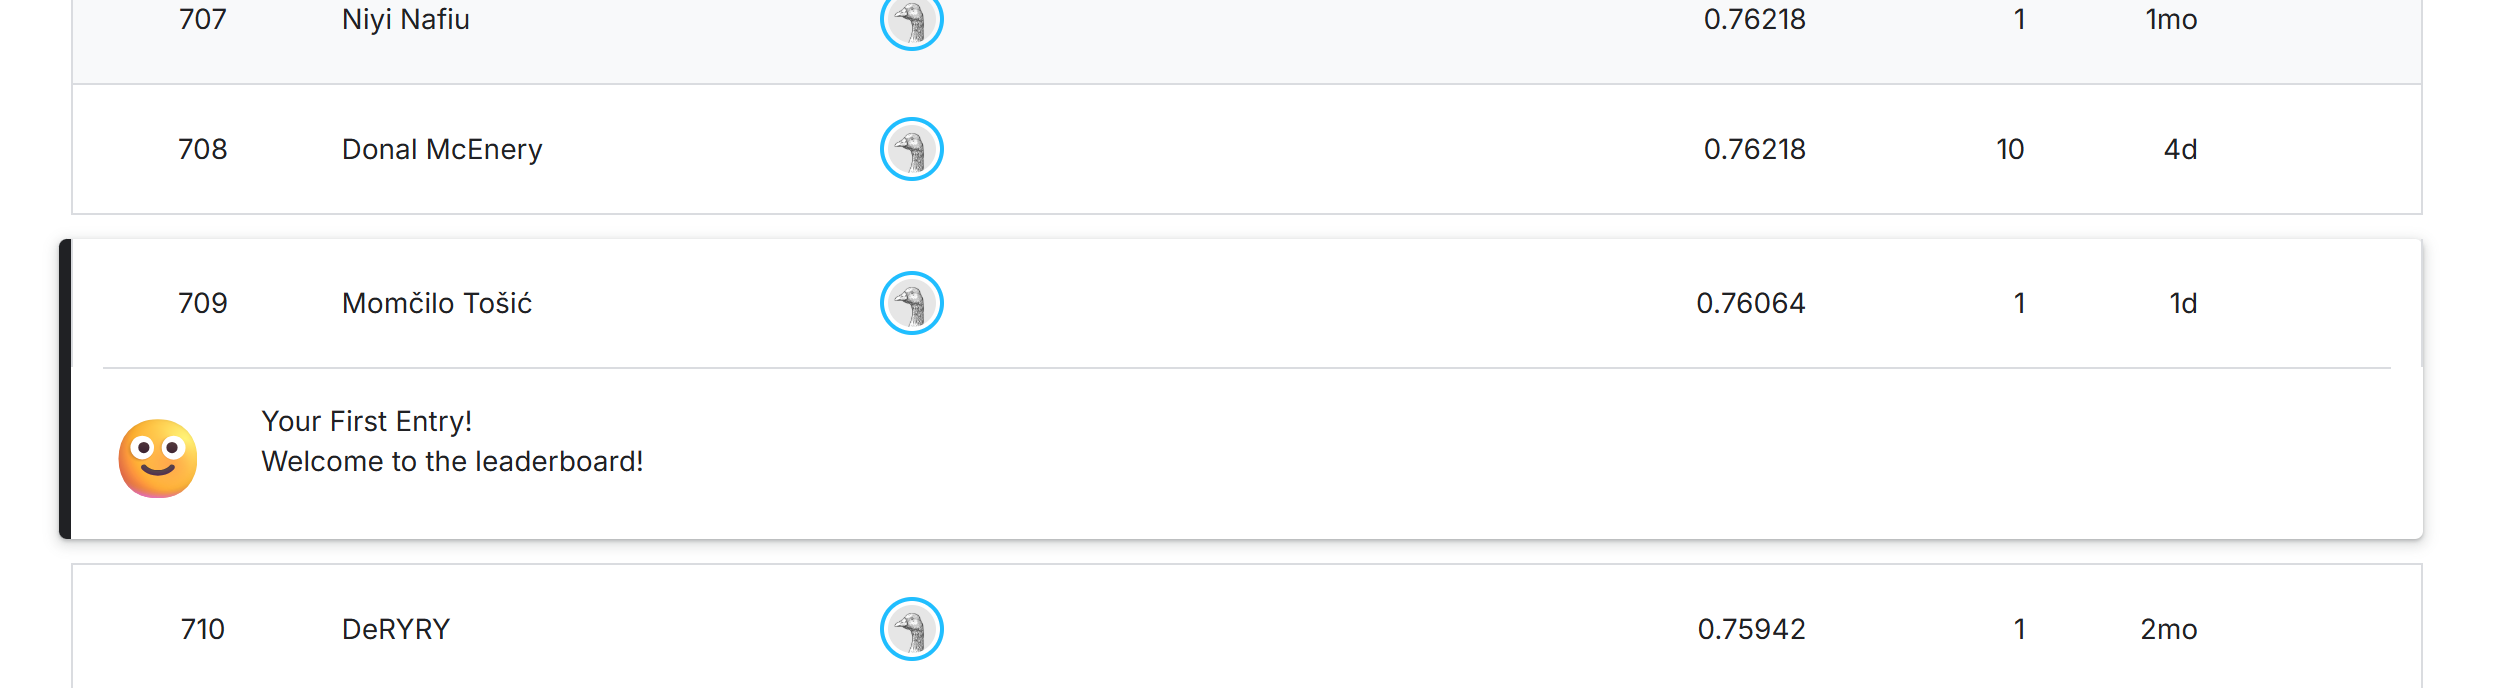 707 Niyi Nafiu 0.76218 1 1mo
708 Donal McEnery 0.76218 10 4d
709 Momčilo Tošić 0.76064 1 1d
Your First Entry!
Welcome to the leaderboard!
710 DeRYRY 0.75942 1 2mo